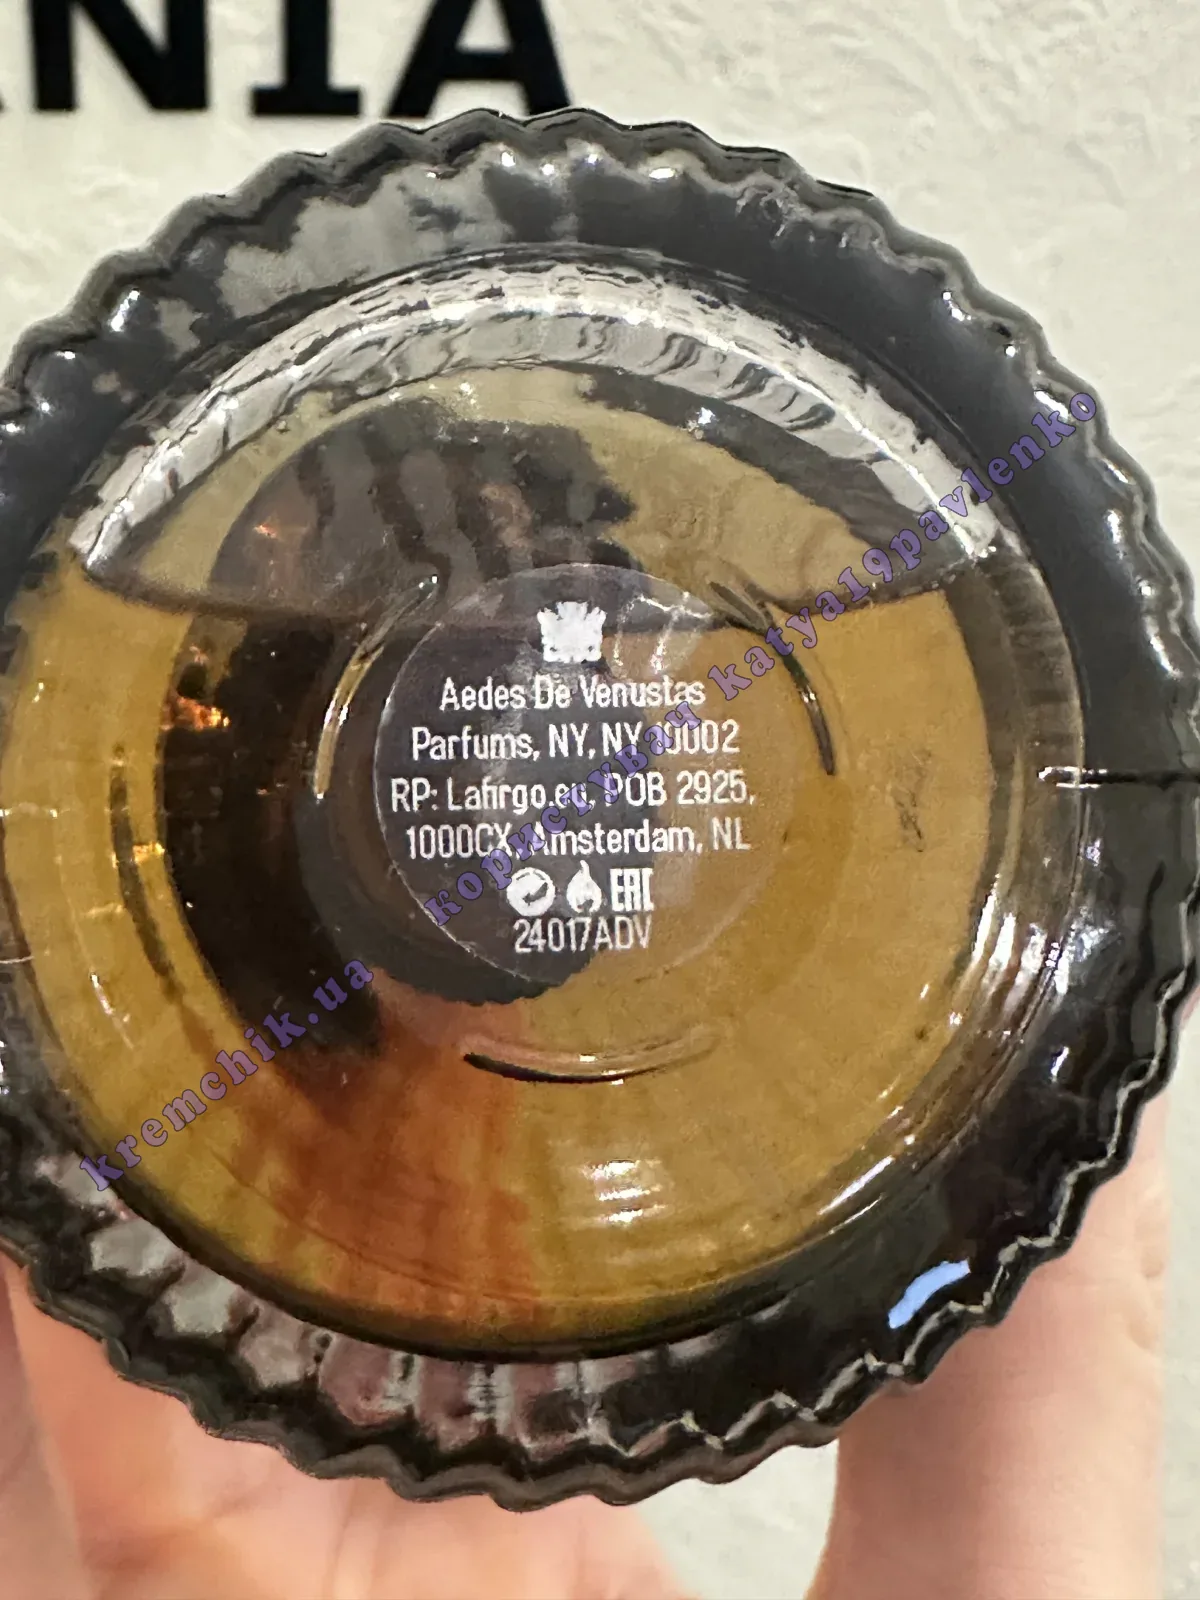 NIA
Aedes De Venustas
Parfums, NY, NY 10002
RP: Lafirgo.eu, POB 2925,
1000CX, Amsterdam, NL
EAC
24017ADV
kremchik.ua користувач katya19pavlenko